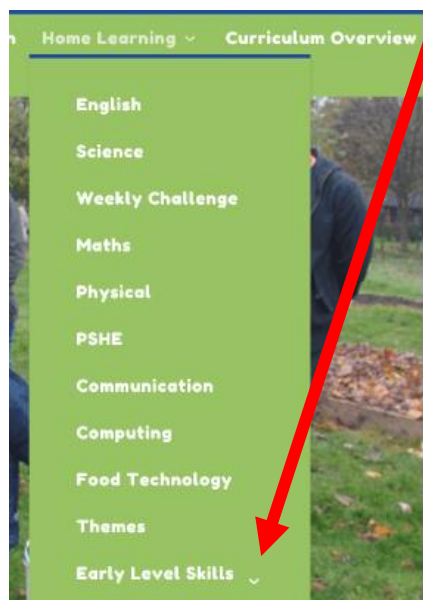 Home Learning Curriculum Overview
English
Science
Weekly Challenge
Maths
Physical
PSHE
Communication
Computing
Food Technology
Themes
Early Level Skills